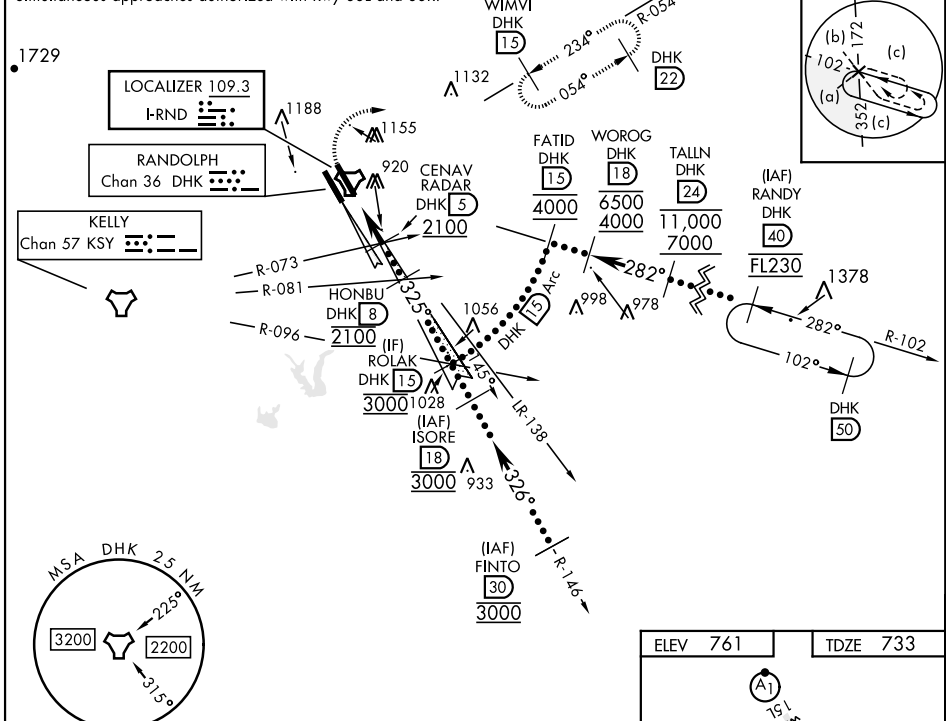 WIMVI
DHK
15
R-054
234°
054°
DHK
22
1729
1132
LOCALIZER 109.3
I-RND
1188
1155
RANDOLPH
Chan 36 DHK
920
CENAV
RADAR
DHK 5
2100
FATID
DHK
15
4000
WOROG
DHK
18
6500
4000
TALLN
DHK
24
11,000
7000
(IAF)
RANDY
DHK
40
FL230
KELLY
Chan 57 KSY
R-073
R-081
R-096
HONBU
DHK 8
2100
325°
1056
DHK 15 Arc
998
978
282°
1378
282°
102°
R-102
DHK
50
(IF)
ROLAK
DHK 15
3000
1028
145°
LR-138
(IAF)
ISORE
18
3000
933
326°
(IAF)
FINTO
30
3000
R-146
(b)
172
(c)
102
(a)
352
(c)
MSA DHK 25 NM
225°
3200
2200
315°
ELEV 761
TDZE 733
A1
15L